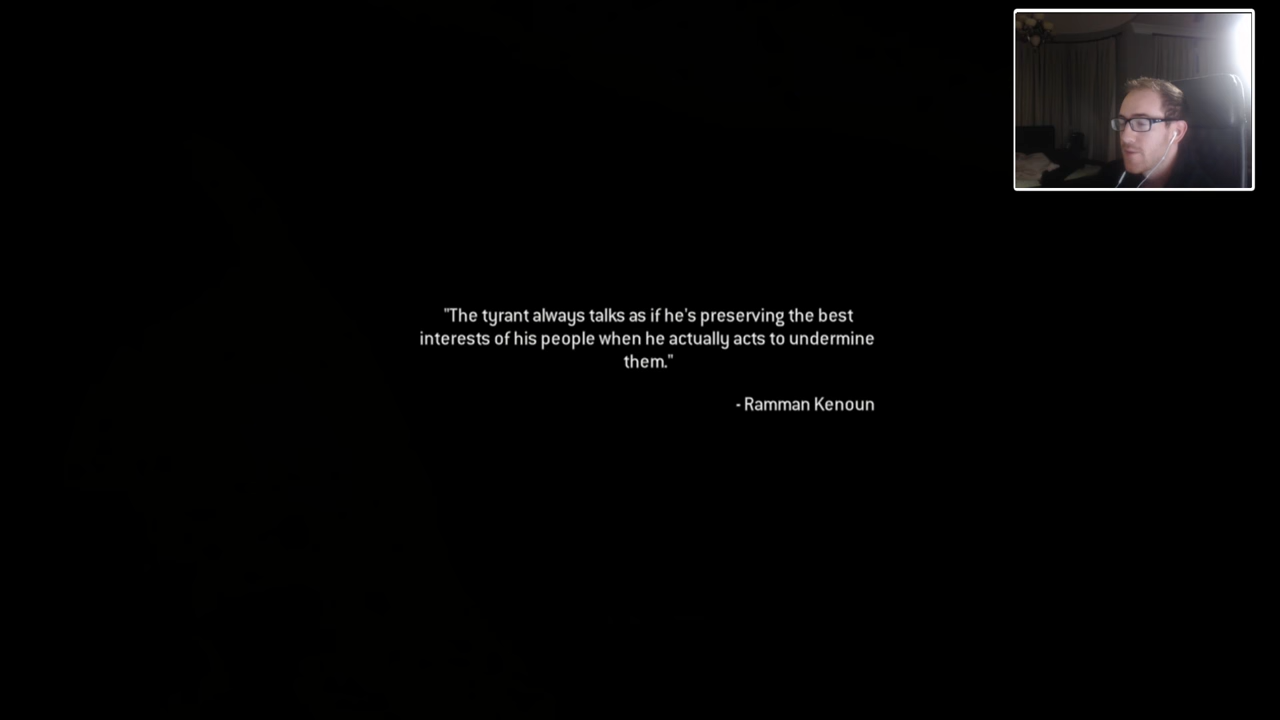 "The tyrant always talks as if he's preserving the best
interests of his people when he actually acts to undermine
them."
- Ramman Kenoun